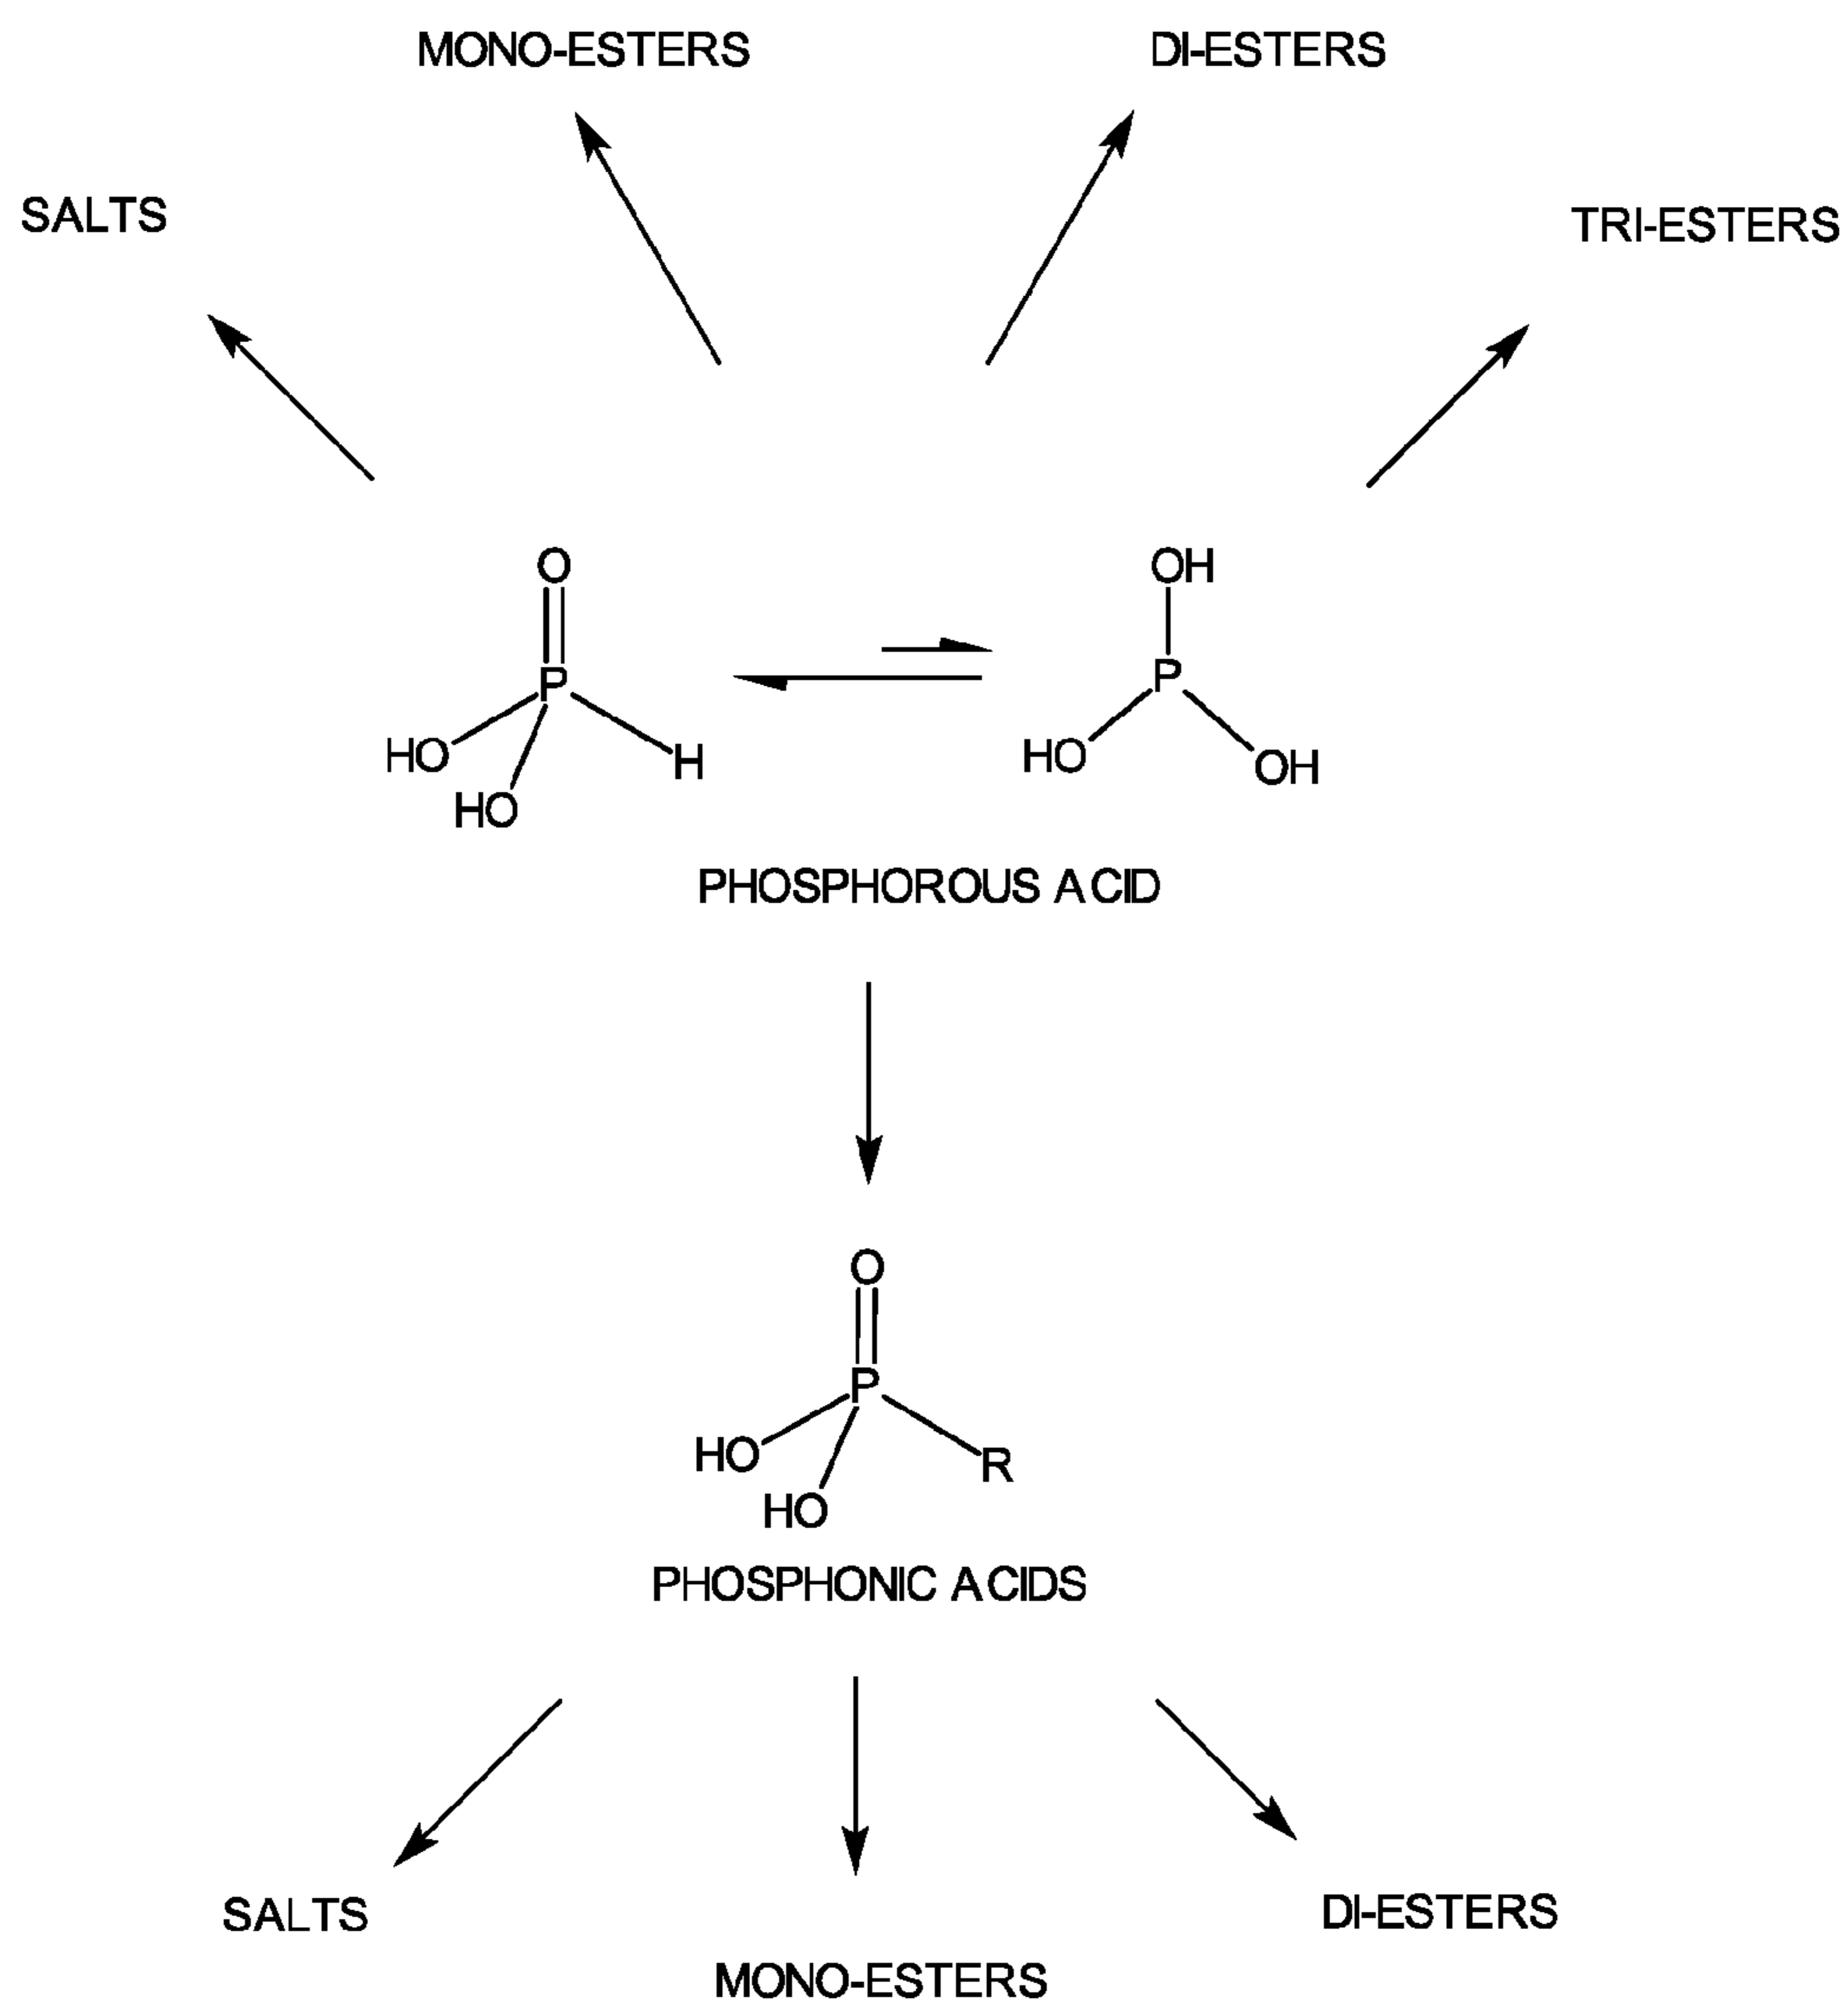 MONO-ESTERS
DI-ESTERS
SALTS
TRI-ESTERS
O
P
HO
HO
H
OH
P
HO
OH
PHOSPHOROUS ACID
O
P
HO
HO
R
PHOSPHONIC ACIDS
SALTS
MONO-ESTERS
DI-ESTERS